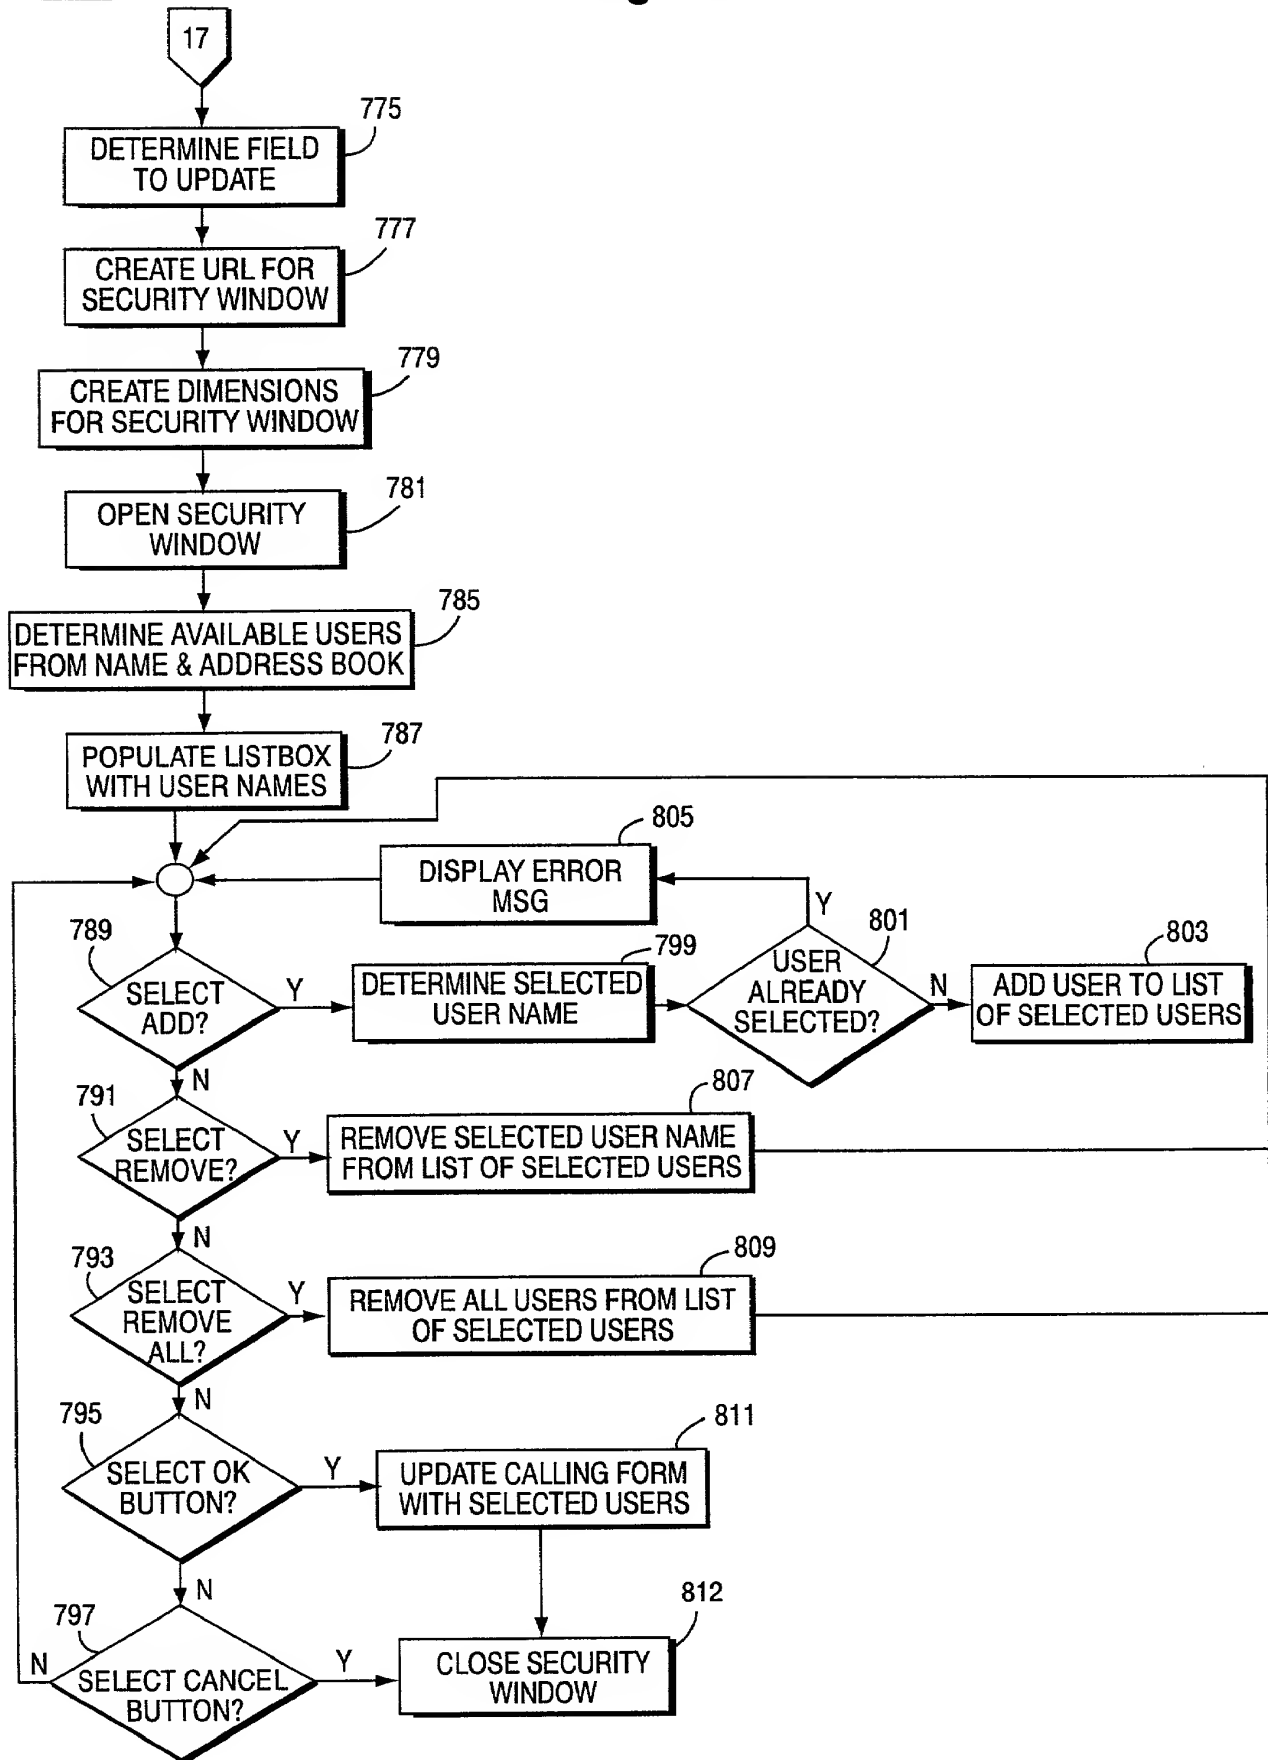 17
775
DETERMINE FIELD
TO UPDATE
777
CREATE URL FOR
SECURITY WINDOW
779
CREATE DIMENSIONS
FOR SECURITY WINDOW
781
OPEN SECURITY
WINDOW
785
DETERMINE AVAILABLE USERS
FROM NAME & ADDRESS BOOK
787
POPULATE LISTBOX
WITH USER NAMES
805
DISPLAY ERROR
MSG
Y
789
SELECT
ADD?
Y
799
DETERMINE SELECTED
USER NAME
801
USER
ALREADY
SELECTED?
N
803
ADD USER TO LIST
OF SELECTED USERS
N
791
SELECT
REMOVE?
Y
807
REMOVE SELECTED USER NAME
FROM LIST OF SELECTED USERS
N
793
SELECT
REMOVE
ALL?
Y
809
REMOVE ALL USERS FROM LIST
OF SELECTED USERS
N
795
SELECT OK
BUTTON?
Y
811
UPDATE CALLING FORM
WITH SELECTED USERS
N
797
N
SELECT CANCEL
BUTTON?
Y
812
CLOSE SECURITY
WINDOW